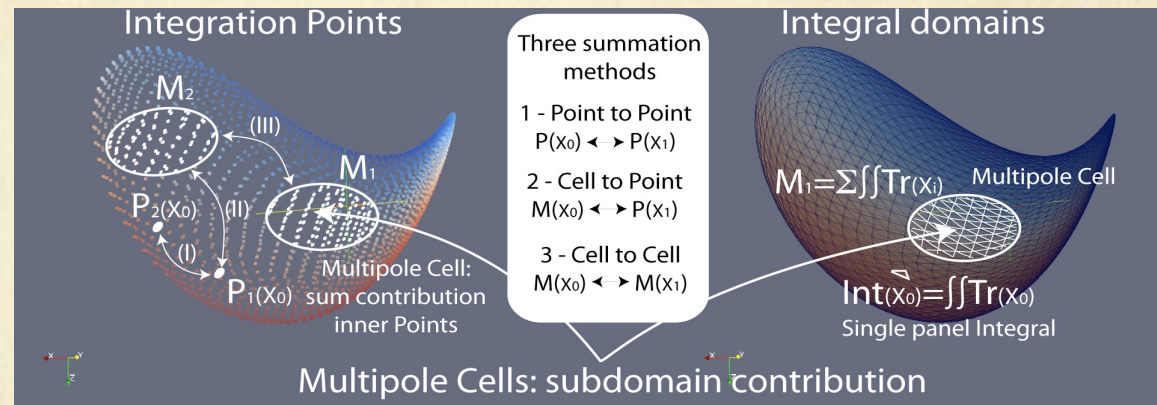 Integration Points
M2
(III)
M1
P2(X0)
(II)
(I)
P1(X0)
Multipole Cell:
sum contribution
inner Points
Three summation
methods
1 - Point to Point
P(X0) ↔ P(X1)
2 - Cell to Point
M(X0) ↔ P(X1)
3 - Cell to Cell
M(X0) ↔ M(X1)
Integral domains
M1=Σ∫∫Tr(Xi)
Multipole Cell
Int(X0)=∫∫Tr(X0)
Single panel Integral
X Y
Z
X Y
Z
Multipole Cells: subdomain contribution